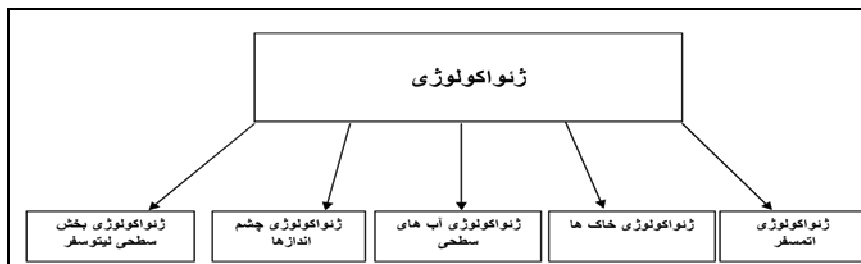 ژئواکولوژی
ژئواکولوژی
اتمسفر
ژئواکولوژی خاک ها
ژئواکولوژی آب های
سطحی
ژئواکولوژی چشم
اندازها
ژئواکولوژی بخش
سطحی لیتوسفر